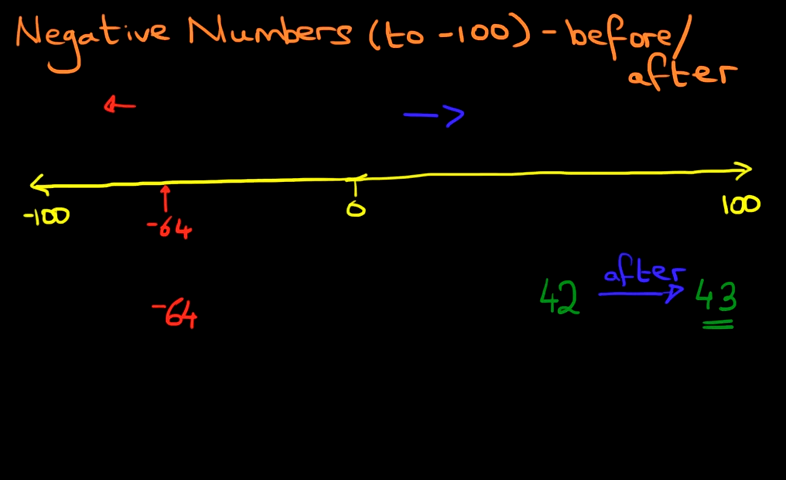 Negative Numbers (to -100) - before/
after
-100
-64
0
100
after
42 43
-64